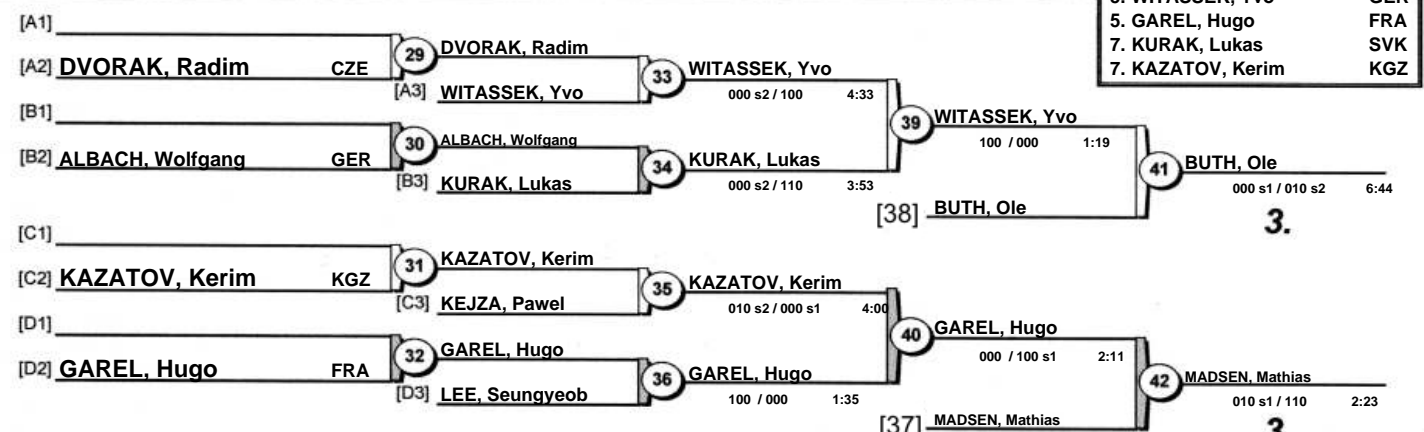 5. WITASSEK, Yvo GER
5. GAREL, Hugo FRA
7. KURAK, Lukas SVK
7. KAZATOV, Kerim KGZ
[A1]
29 DVORAK, Radim
[A2] DVORAK, Radim CZE
33 WITASSEK, Yvo
[A3] WITASSEK, Yvo
000 s2 / 100 4:33
[B1]
39 WITASSEK, Yvo
30 ALBACH, Wolfgang
100 / 000 1:19
[B2] ALBACH, Wolfgang GER
34 KURAK, Lukas
41 BUTH, Ole
[B3] KURAK, Lukas
000 s2 / 110 3:53
000 s1 / 010 s2 6:44
[38] BUTH, Ole
3.
[C1]
31 KAZATOV, Kerim
[C2] KAZATOV, Kerim KGZ
35 KAZATOV, Kerim
[C3] KEJZA, Pawel
010 s2 / 000 s1 4:00
[D1]
40 GAREL, Hugo
32 GAREL, Hugo
000 / 100 s1 2:11
[D2] GAREL, Hugo FRA
36 GAREL, Hugo
42 MADSEN, Mathias
[D3] LEE, Seungyeob
100 / 000 1:35
010 s1 / 110 2:23
[37] MADSEN, Mathias
3.